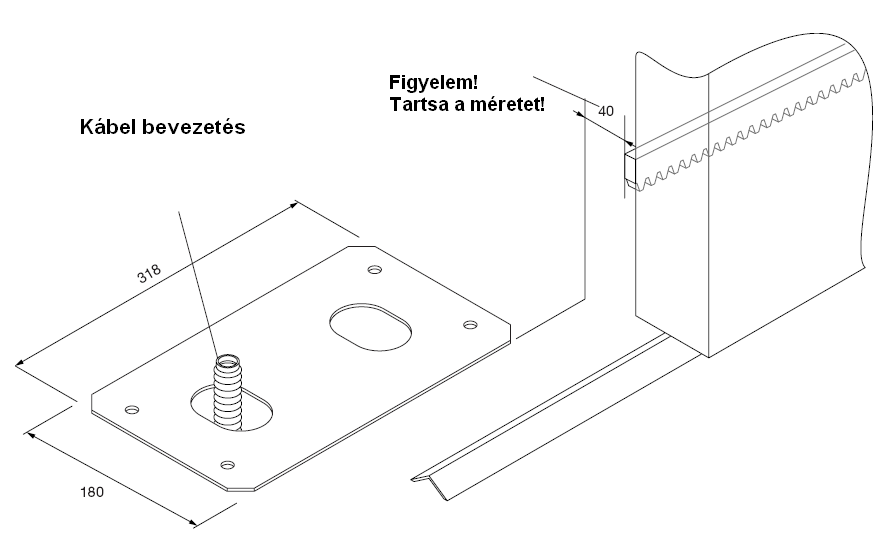 Figyelem!
Tartsa a méretet!
40
Kábel bevezetés
318
180